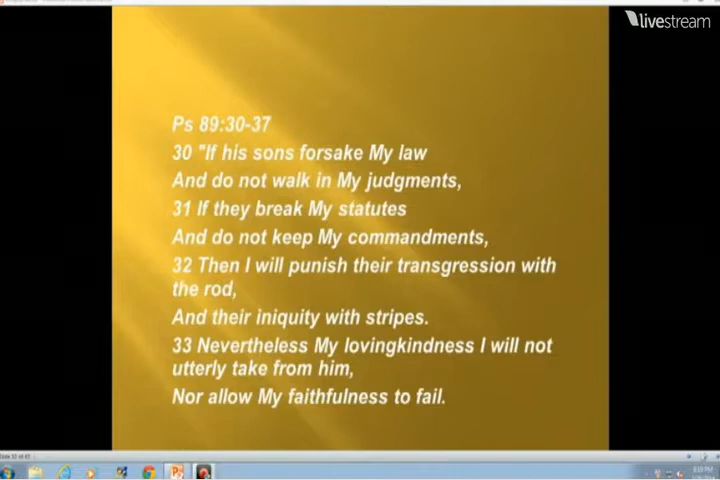 livestream
Ps 89:30-37
30 "If his sons forsake My law
And do not walk in My judgments,
31 If they break My statutes
And do not keep My commandments,
32 Then I will punish their transgression with
the rod,
And their iniquity with stripes.
33 Nevertheless My lovingkindness I will not
utterly take from him,
Nor allow My faithfulness to fail.